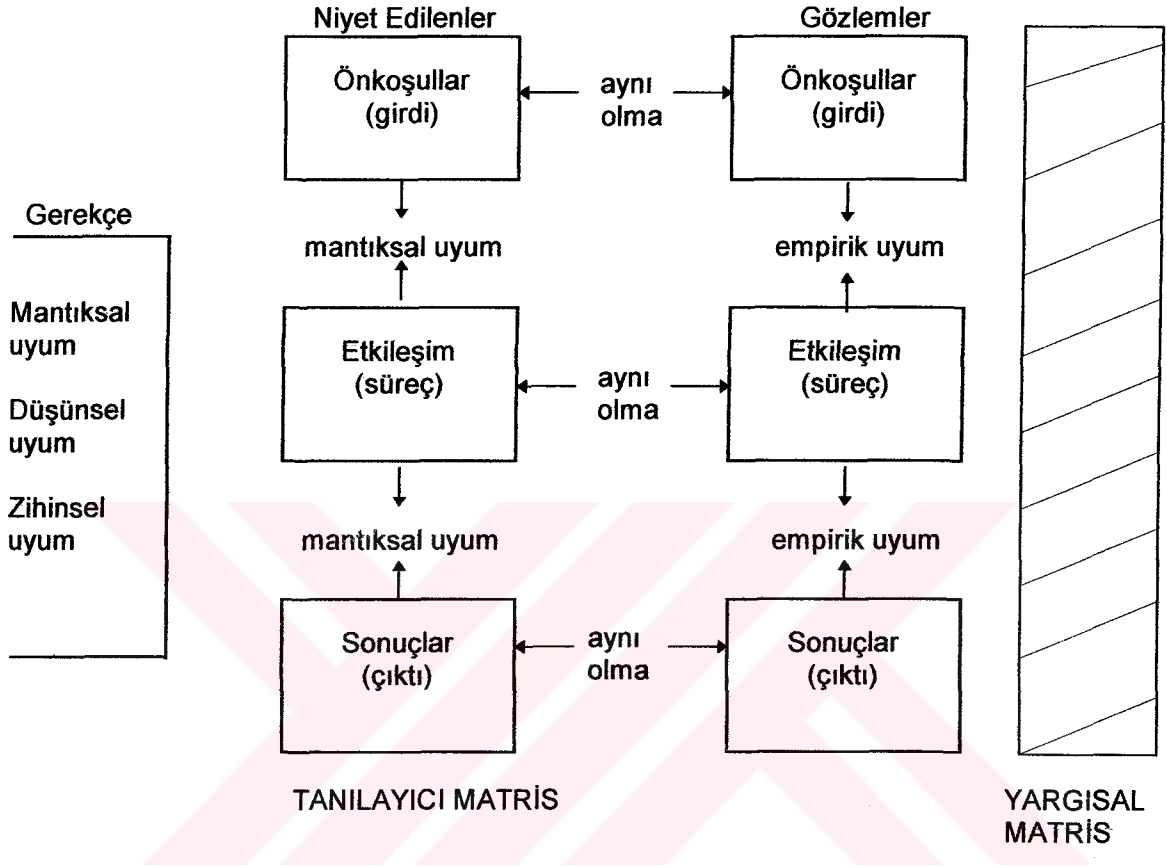 Niyet Edilenler
Gözlemler
Önkoşullar
(girdi)
aynı
olma
Önkoşullar
(girdi)
Gerekçe
mantıksal uyum
empirik uyum
Mantıksal
uyum
Düşünsel
uyum
Zihinsel
uyum
Etkileşim
(süreç)
aynı
olma
Etkileşim
(süreç)
mantıksal uyum
empirik uyum
Sonuçlar
(çıktı)
aynı
olma
Sonuçlar
(çıktı)
TANILAYICI MATRİS
YARGISAL
MATRİS